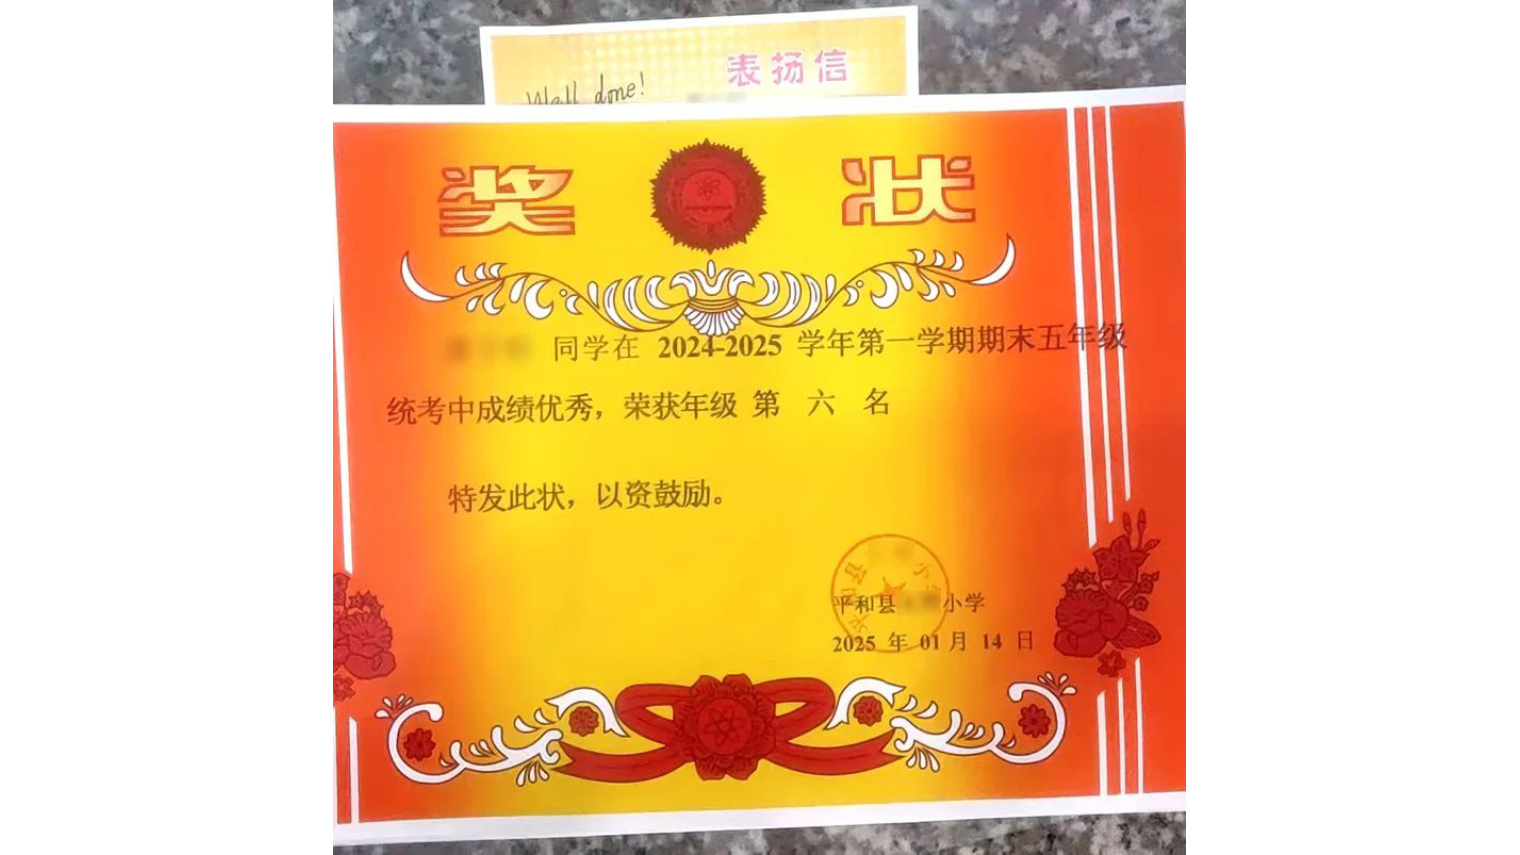 表扬信
Well done!
奖状
同学在 2024-2025 学年第一学期期末五年级
统考中成绩优秀，荣获年级 第 六 名
特发此状，以资鼓励。
平和县 小学
2025 年 01 月 14 日